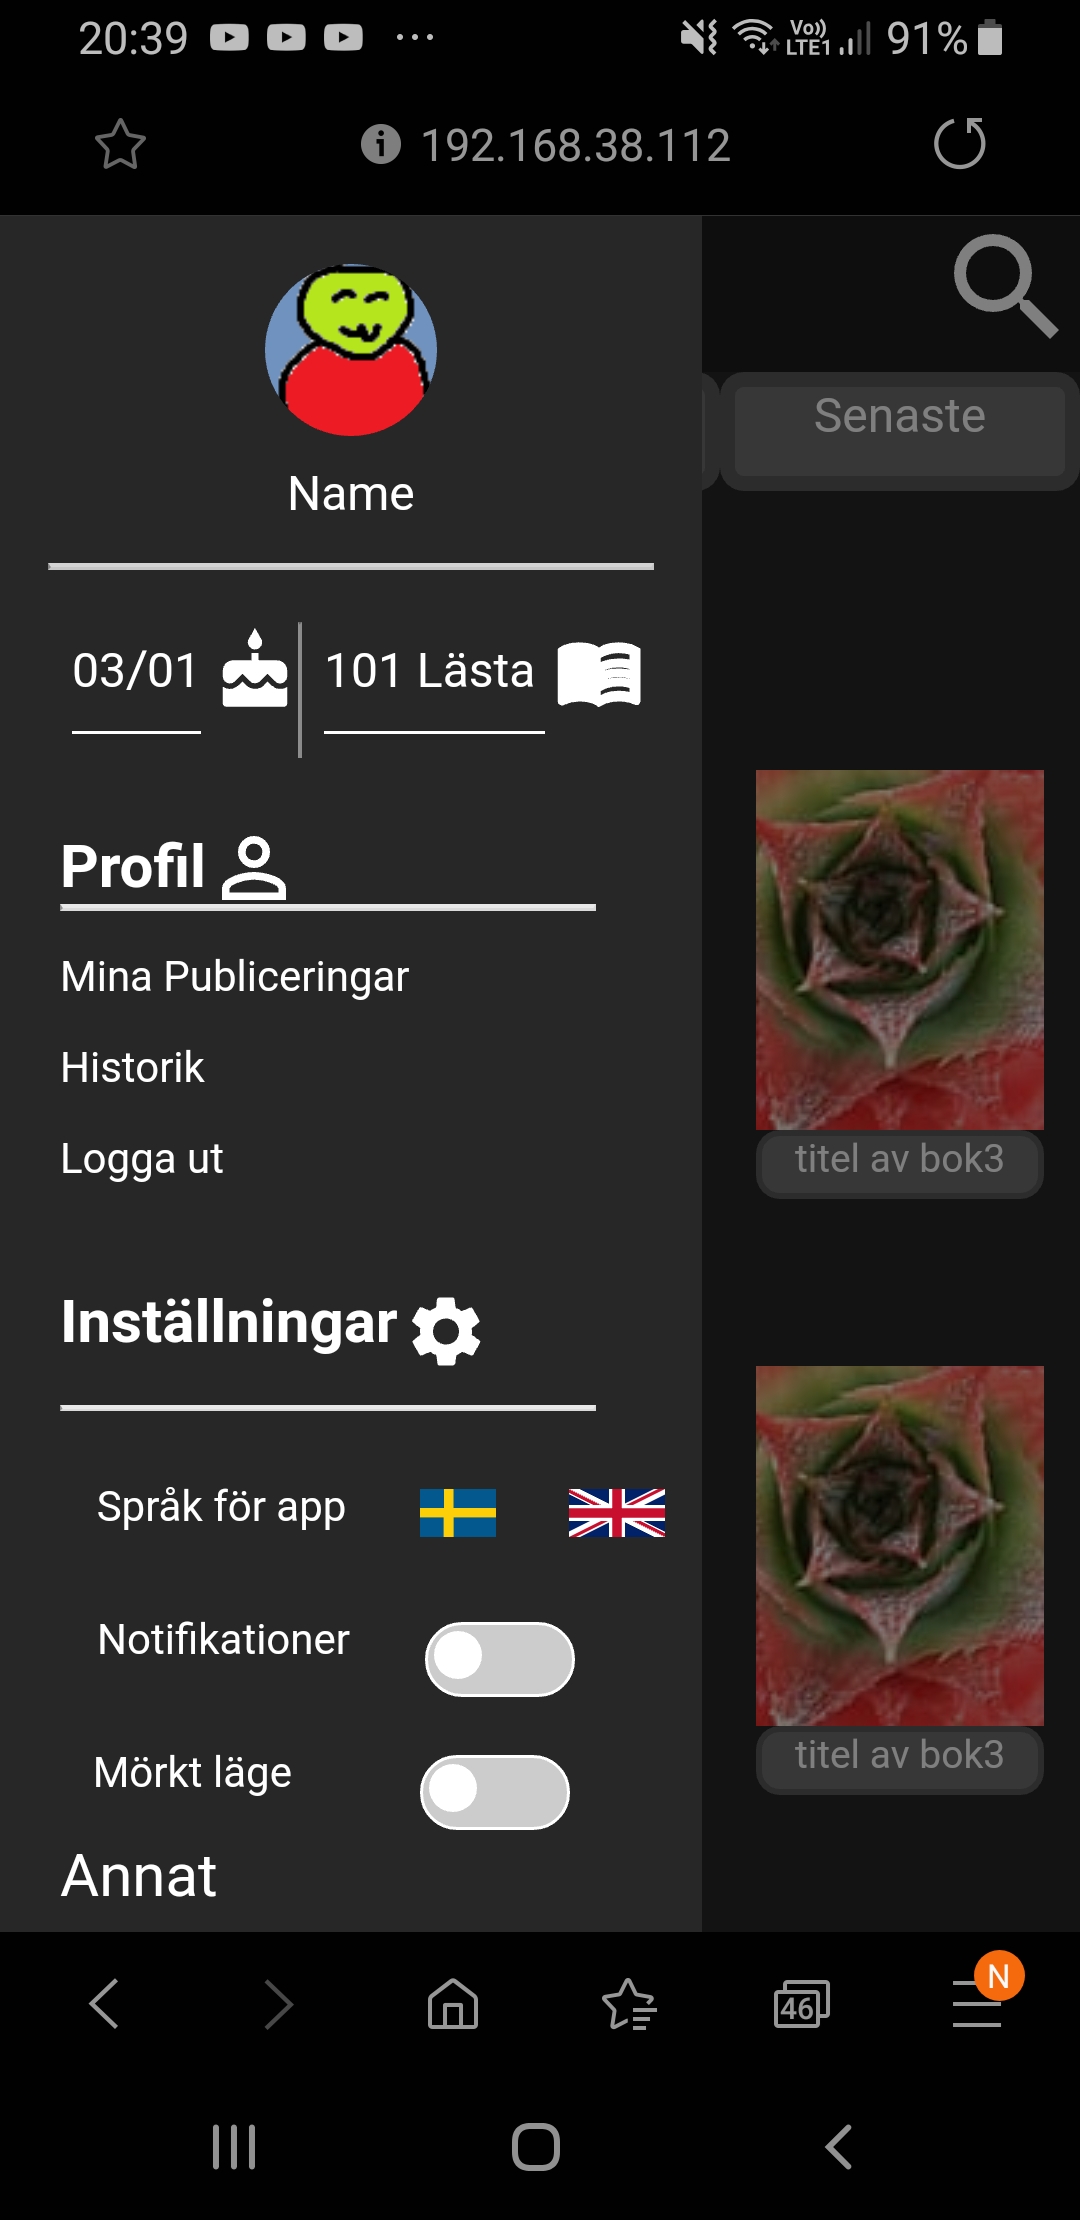 20:39
Vo))
LTE1
91%
192.168.38.112
Senaste
Name
03/01
101 Lästa
Profil
Mina Publiceringar
Historik
Logga ut
titel av bok3
Inställningar
Språk för app
Notifikationer
Mörkt läge
titel av bok3
Annat
46
N